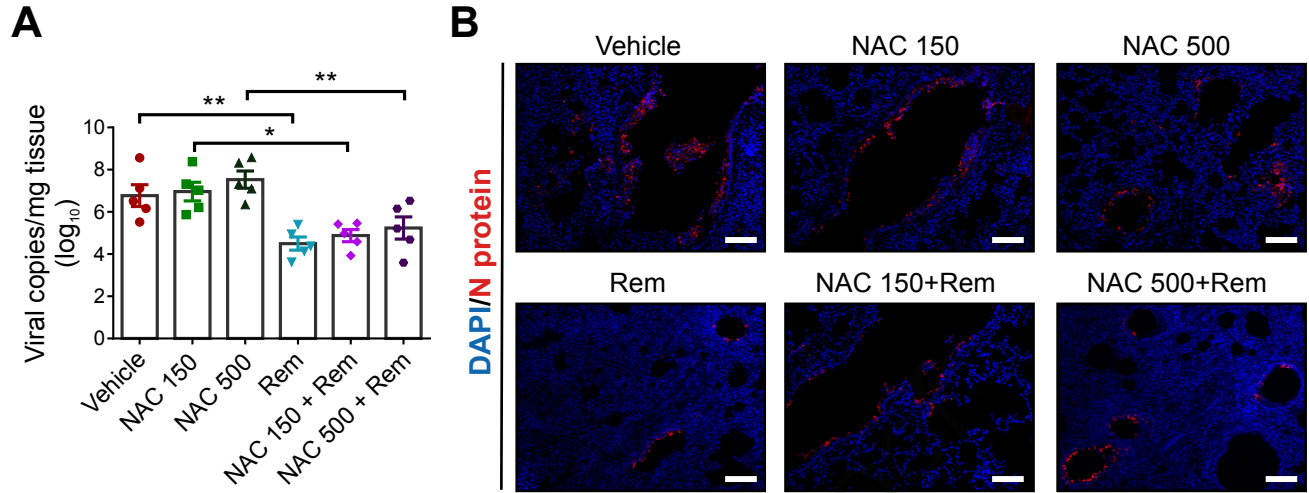 A
**
**
*
Viral copies/mg tissue
(log₁₀)
10
8
6
4
2
0
Vehicle
NAC 150
NAC 500
Rem
NAC 150 + Rem
NAC 500 + Rem
B
DAPI/N protein
Vehicle
NAC 150
NAC 500
Rem
NAC 150+Rem
NAC 500+Rem